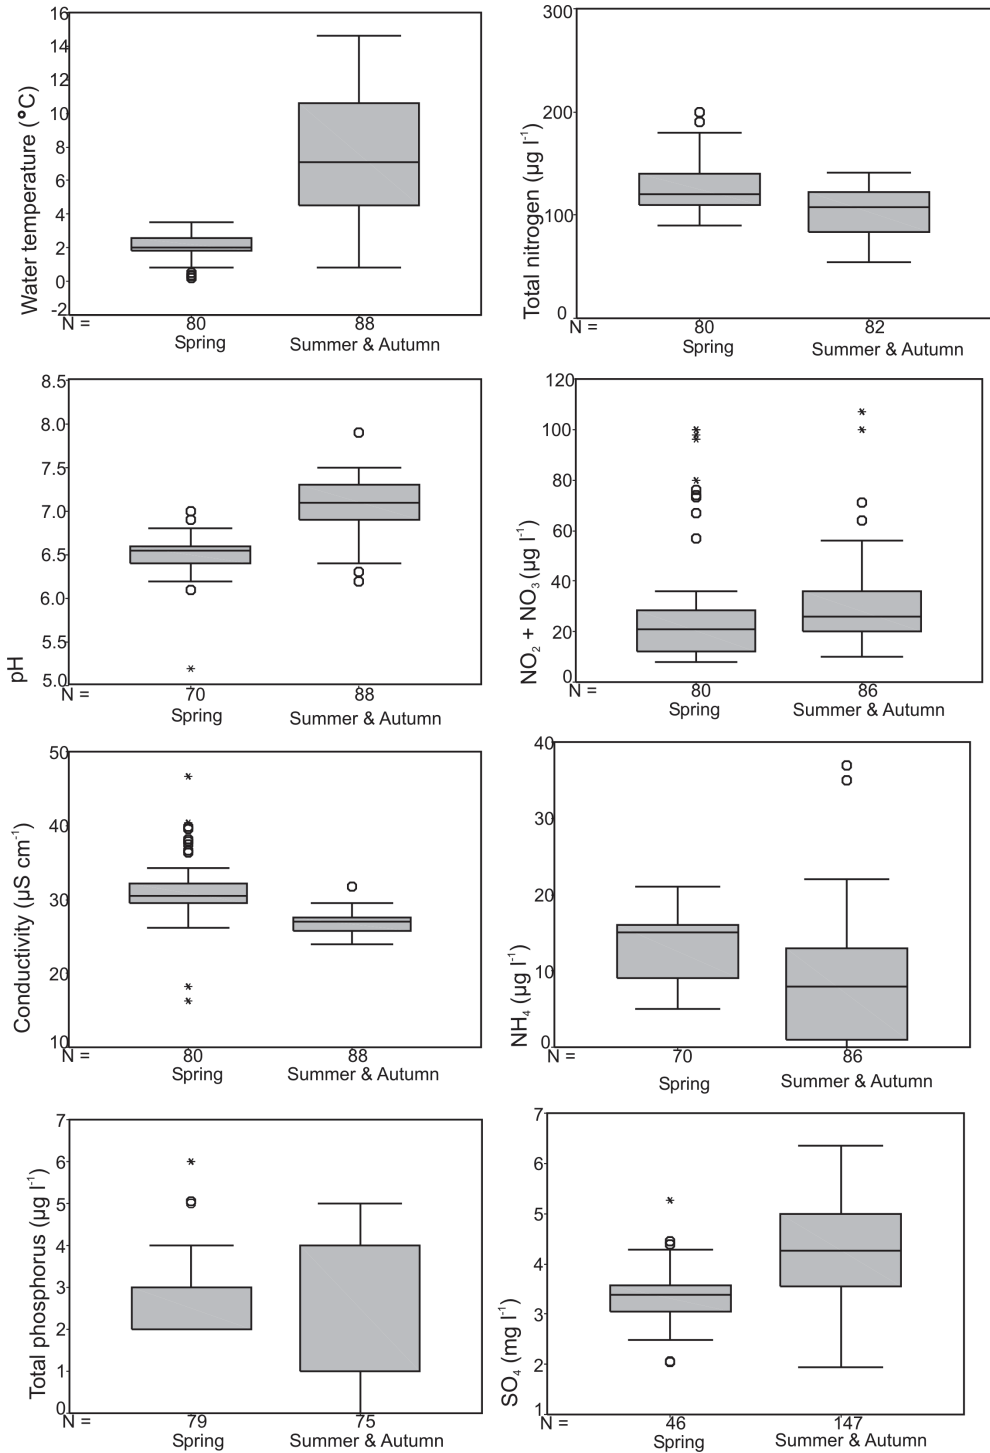 Water temperature (°C)
16
14
12
10
8
6
4
2
0
-2
N = 80 88
Spring Summer & Autumn
Total nitrogen (µg l⁻¹)
300
200
100
0
N = 80 82
Spring Summer & Autumn
pH
8.5
8.0
7.5
7.0
6.5
6.0
5.5
5.0
N = 70 88
Spring Summer & Autumn
NO₂ + NO₃ (µg l⁻¹)
120
100
80
60
40
20
0
N = 80 86
Spring Summer & Autumn
Conductivity (µS cm⁻¹)
50
40
30
20
10
N = 80 88
Spring Summer & Autumn
NH₄ (µg l⁻¹)
40
30
20
10
0
N = 70 86
Spring Summer & Autumn
Total phosphorus (µg l⁻¹)
7
6
5
4
3
2
1
0
N = 79 75
Spring Summer & Autumn
SO₄ (mg l⁻¹)
7
6
5
4
3
2
1
N = 46 147
Spring Summer & Autumn